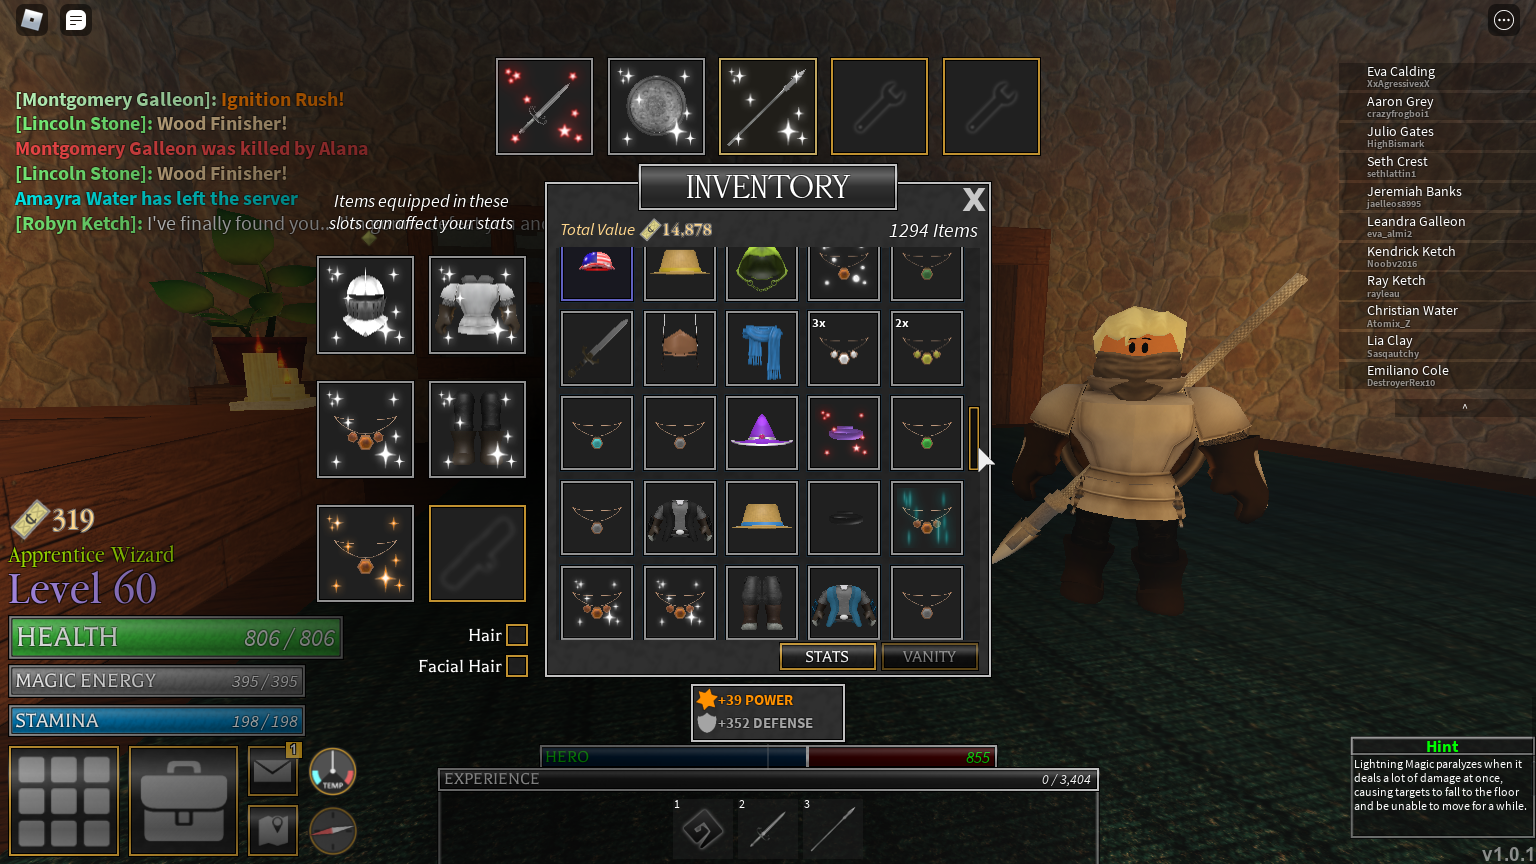 [Montgomery Galleon]: Ignition Rush!
[Lincoln Stone]: Wood Finisher!
Montgomery Galleon was killed by Alana
[Lincoln Stone]: Wood Finisher!
Amayra Water has left the server
[Robyn Ketch]: I've finally found you..
Items equipped in these
slots can affect your stats
INVENTORY
X
Total Value 14,878
1294 Items
3x
2x
STATS
VANITY
Hair
Facial Hair
+39 POWER
+352 DEFENSE
319
Apprentice Wizard
Level 60
HEALTH 806 / 806
MAGIC ENERGY 395 / 395
STAMINA 198 / 198
1
TEMP
HERO 855
EXPERIENCE 0 / 3,404
1
2
3
Eva Calding
XxAgressivexX
Aaron Grey
crazyfrogboi1
Julio Gates
HighBismark
Seth Crest
sethlattin1
Jeremiah Banks
jaelleos8995
Leandra Galleon
eva_almi2
Kendrick Ketch
Noobv2016
Ray Ketch
rayleau
Christian Water
Atomix_Z
Lia Clay
Sasqautchy
Emiliano Cole
DestroyerRex10
Hint
Lightning Magic paralyzes when it
deals a lot of damage at once,
causing targets to fall to the floor
and be unable to move for a while.
v1.0.1